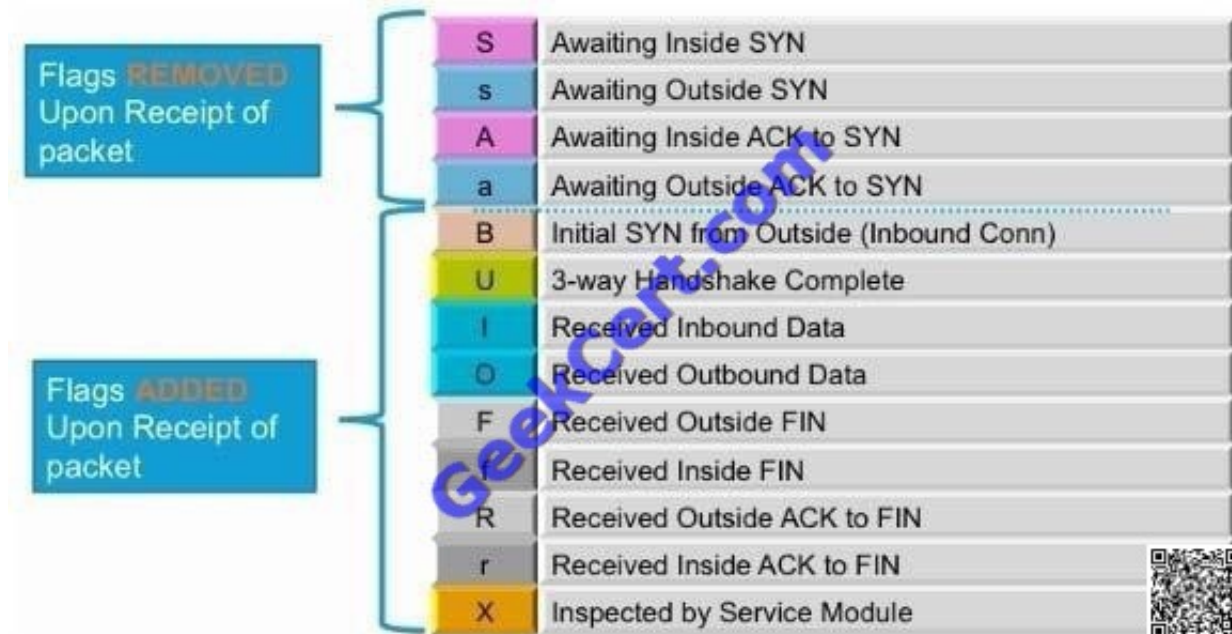 Flags REMOVED
Upon Receipt of
packet
S Awaiting Inside SYN
s Awaiting Outside SYN
A Awaiting Inside ACK to SYN
a Awaiting Outside ACK to SYN
Flags ADDED
Upon Receipt of
packet
B Initial SYN from Outside (Inbound Conn)
U 3-way Handshake Complete
I Received Inbound Data
O Received Outbound Data
F Received Outside FIN
f Received Inside FIN
R Received Outside ACK to FIN
r Received Inside ACK to FIN
X Inspected by Service Module
GeekCert.com